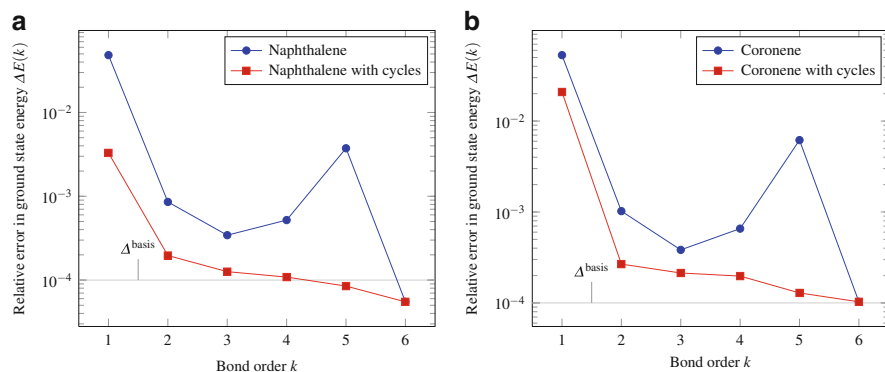 a
Relative error in ground state energy ΔE(k)
10⁻²
10⁻³
10⁻⁴
Naphthalene
Naphthalene with cycles
Δᵇᵃˢⁱˢ
1 2 3 4 5 6
Bond order k
b
Relative error in ground state energy ΔE(k)
10⁻²
10⁻³
10⁻⁴
Coronene
Coronene with cycles
Δᵇᵃˢⁱˢ
1 2 3 4 5 6
Bond order k